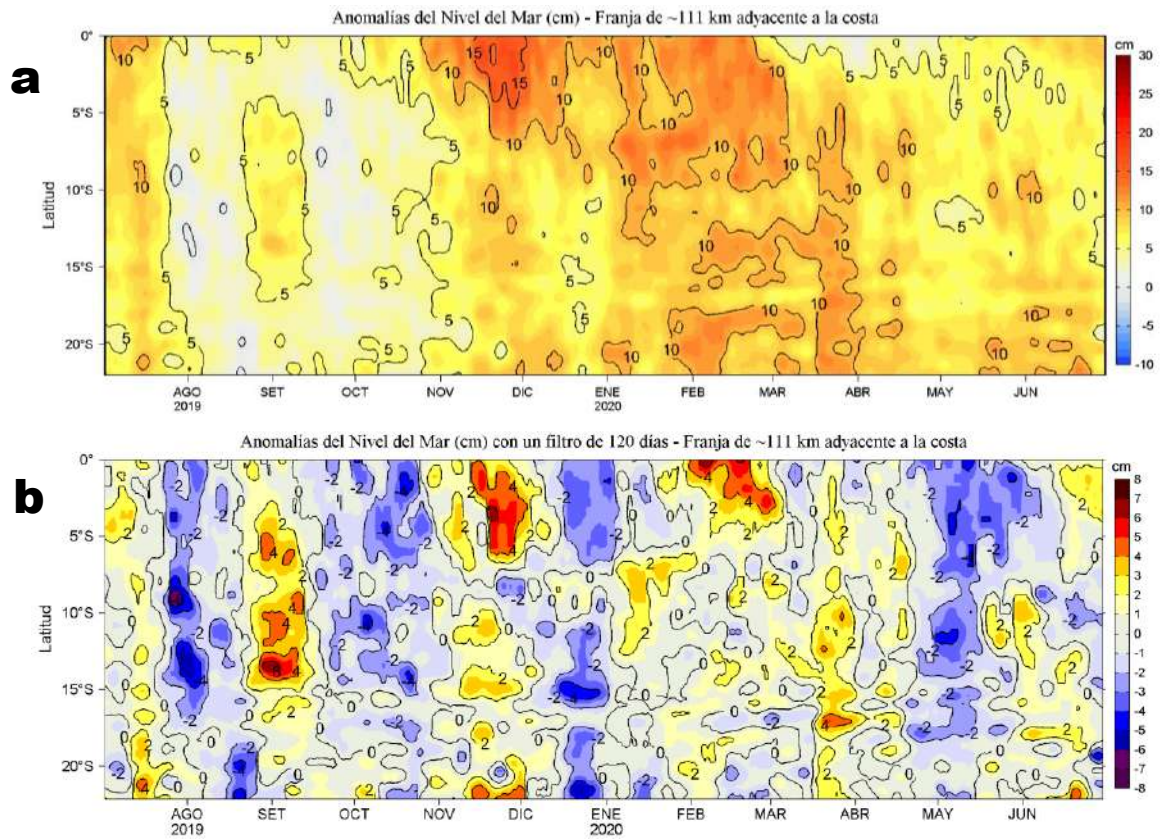 Anomalías del Nivel del Mar (cm) - Franja de ~111 km adyacente a la costa
a
cm
0°
5°S
10°S
15°S
20°S
Latitud
30
25
20
15
10
5
0
-5
-10
AGO SET OCT NOV DIC ENE FEB MAR ABR MAY JUN
2019 2020
Anomalías del Nivel del Mar (cm) con un filtro de 120 días - Franja de ~111 km adyacente a la costa
b
cm
0°
5°S
10°S
15°S
20°S
Latitud
8
7
6
5
4
3
2
1
0
-1
-2
-3
-4
-5
-6
-7
-8
AGO SET OCT NOV DIC ENE FEB MAR ABR MAY JUN
2019 2020